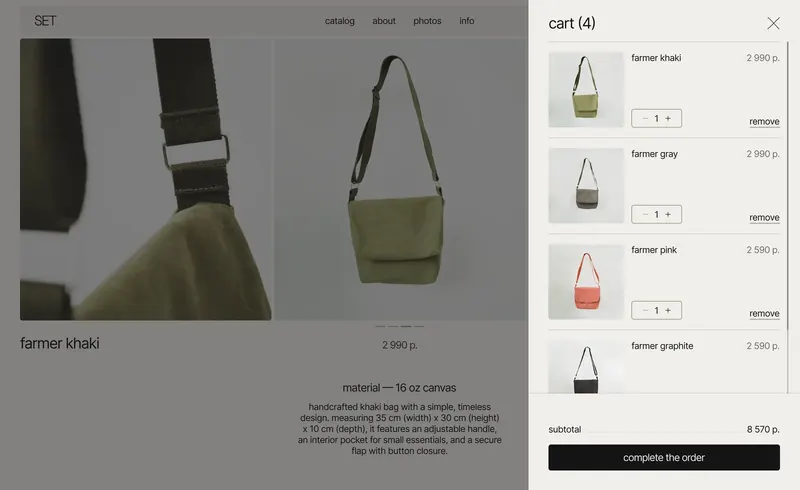 SET
catalog about photos info
farmer khaki
2 990 p.
material — 16 oz canvas
handcrafted khaki bag with a simple, timeless
design. measuring 35 cm (width) x 30 cm (height)
x 10 cm (depth), it features an adjustable handle,
an interior pocket for small essentials, and a secure
flap with button closure.
cart (4)
farmer khaki 2 990 p.
− 1 +
remove
farmer gray 2 990 p.
− 1 +
remove
farmer pink 2 590 p.
− 1 +
remove
farmer graphite 2 590 p.
subtotal 8 570 p.
complete the order